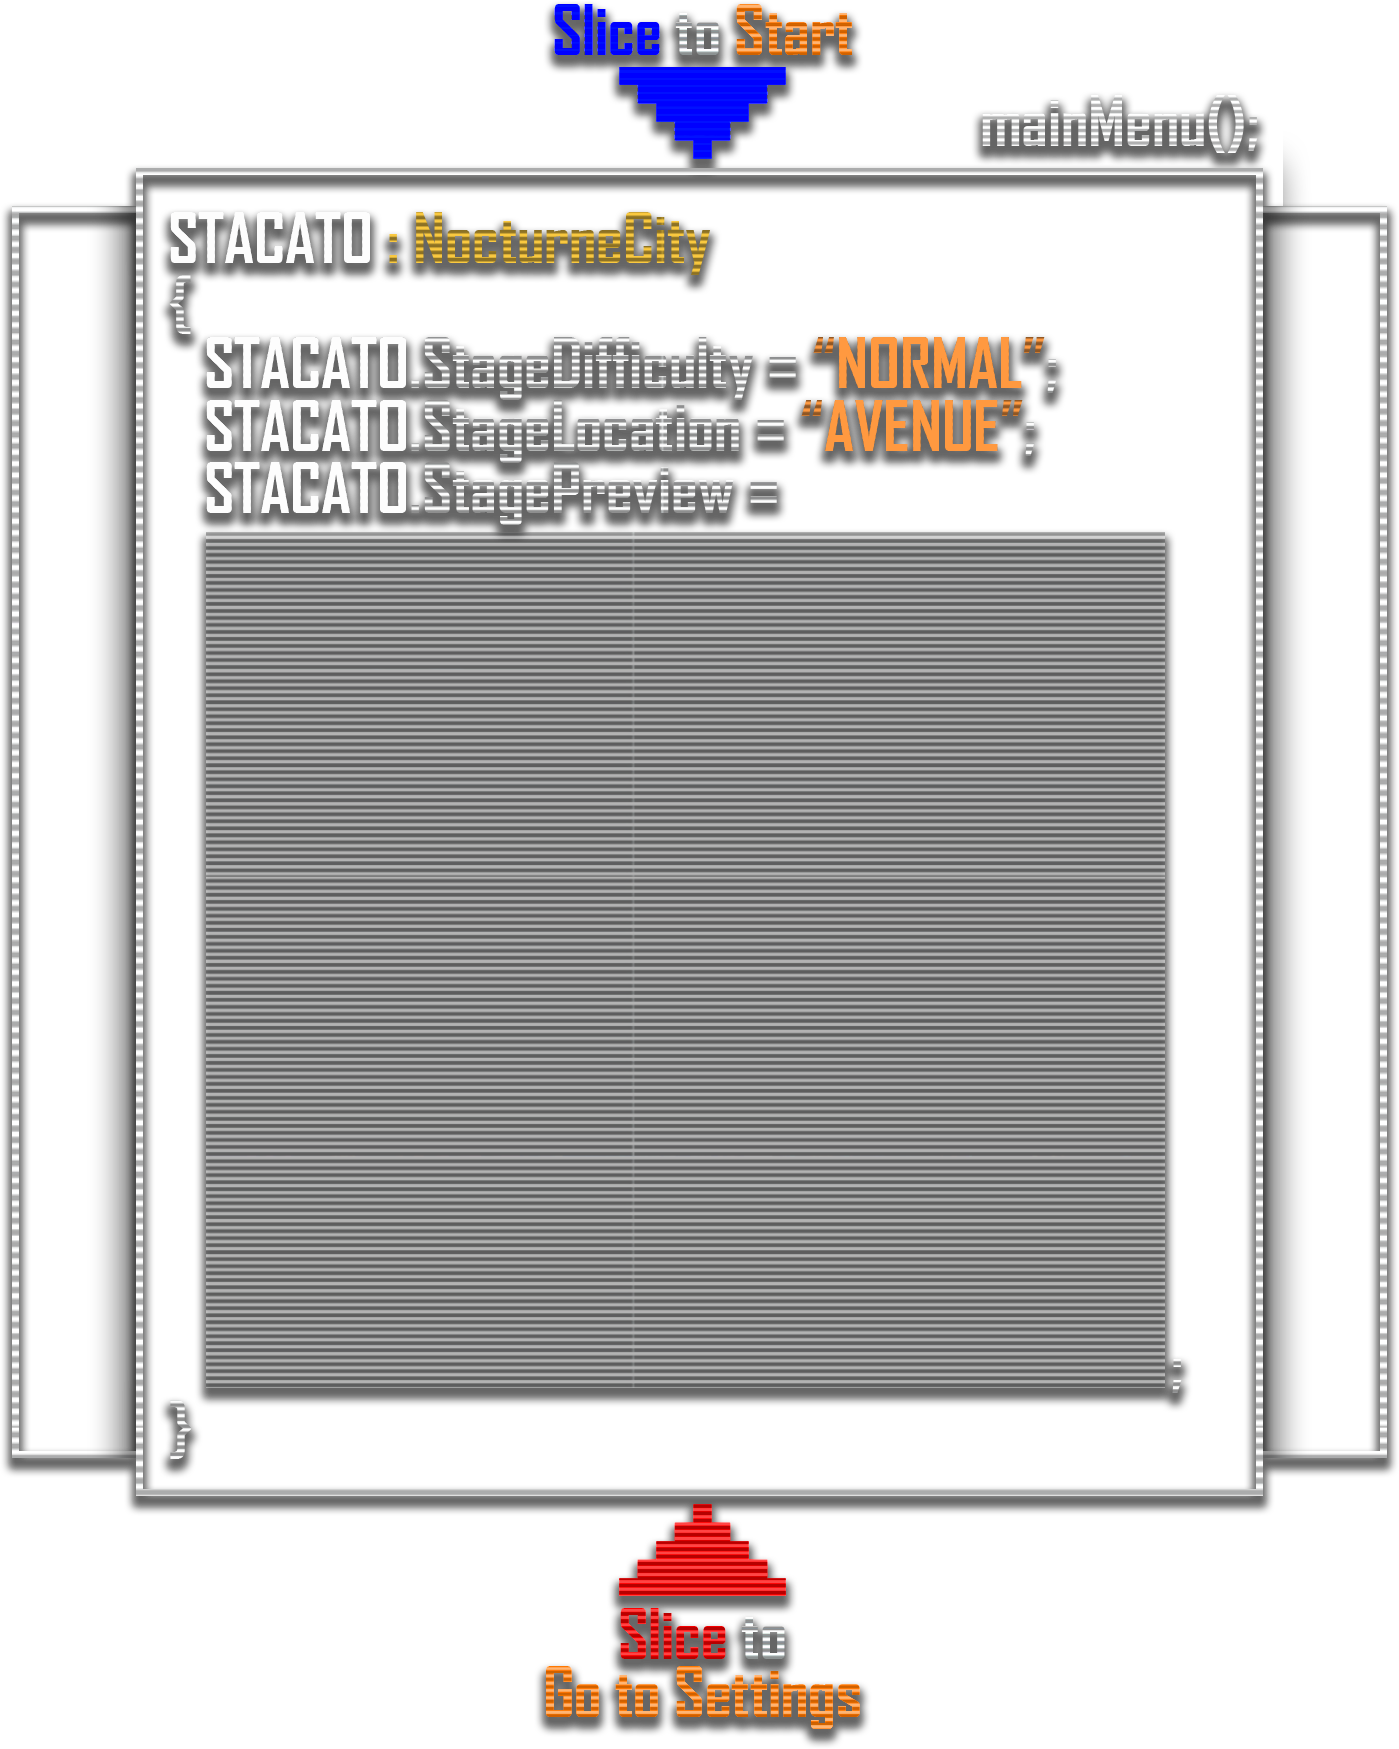 Slice to Start
mainMenu();
STACATO : NocturneCity
{
STACATO.StageDifficulty = “NORMAL”;
STACATO.StageLocation = “AVENUE”;
STACATO.StagePreview =
;
}
Slice to
Go to Settings